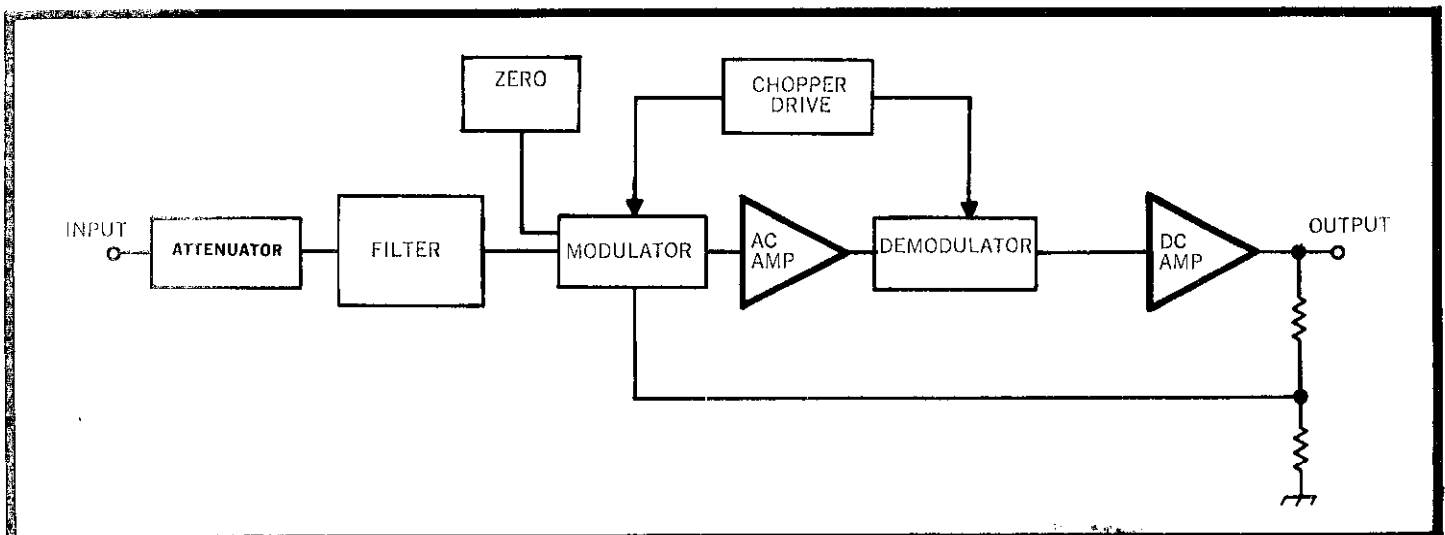 ZERO
CHOPPER
DRIVE
INPUT
ATTENUATOR
FILTER
MODULATOR
AC
AMP
DEMODULATOR
DC
AMP
OUTPUT